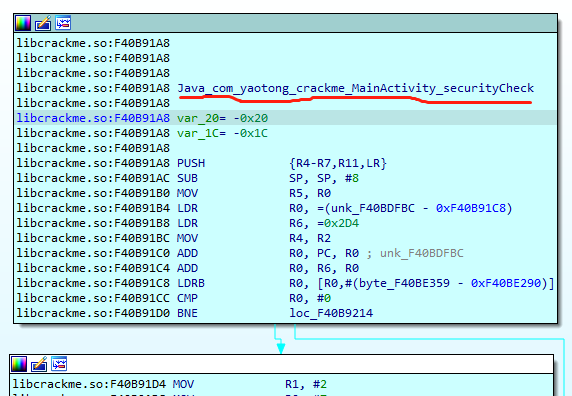 libcrackme.so:F40B91A8
libcrackme.so:F40B91A8
libcrackme.so:F40B91A8
libcrackme.so:F40B91A8 Java_com_yaotong_crackme_MainActivity_securityCheck
libcrackme.so:F40B91A8
libcrackme.so:F40B91A8 var_20= -0x20
libcrackme.so:F40B91A8 var_1C= -0x1C
libcrackme.so:F40B91A8
libcrackme.so:F40B91A8 PUSH {R4-R7,R11,LR}
libcrackme.so:F40B91AC SUB SP, SP, #8
libcrackme.so:F40B91B0 MOV R5, R0
libcrackme.so:F40B91B4 LDR R0, =(unk_F40BDFBC - 0xF40B91C8)
libcrackme.so:F40B91B8 LDR R6, =0x2D4
libcrackme.so:F40B91BC MOV R4, R2
libcrackme.so:F40B91C0 ADD R0, PC, R0 ; unk_F40BDFBC
libcrackme.so:F40B91C4 ADD R0, R6, R0
libcrackme.so:F40B91C8 LDRB R0, [R0,#(byte_F40BE359 - 0xF40BE290)]
libcrackme.so:F40B91CC CMP R0, #0
libcrackme.so:F40B91D0 BNE loc_F40B9214
libcrackme.so:F40B91D4 MOV R1, #2